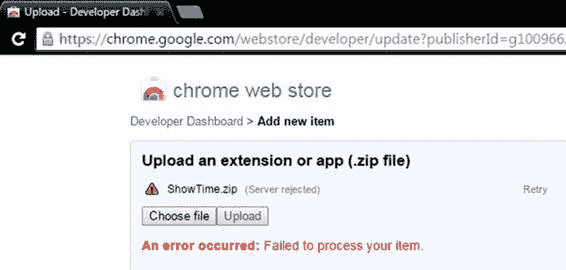 Upload - Developer Dash
https://chrome.google.com/webstore/developer/update?publisherId=g100966
chrome web store
Developer Dashboard > Add new item
Upload an extension or app (.zip file)
ShowTime.zip (Server rejected) Retry
Choose file Upload
An error occurred: Failed to process your item.